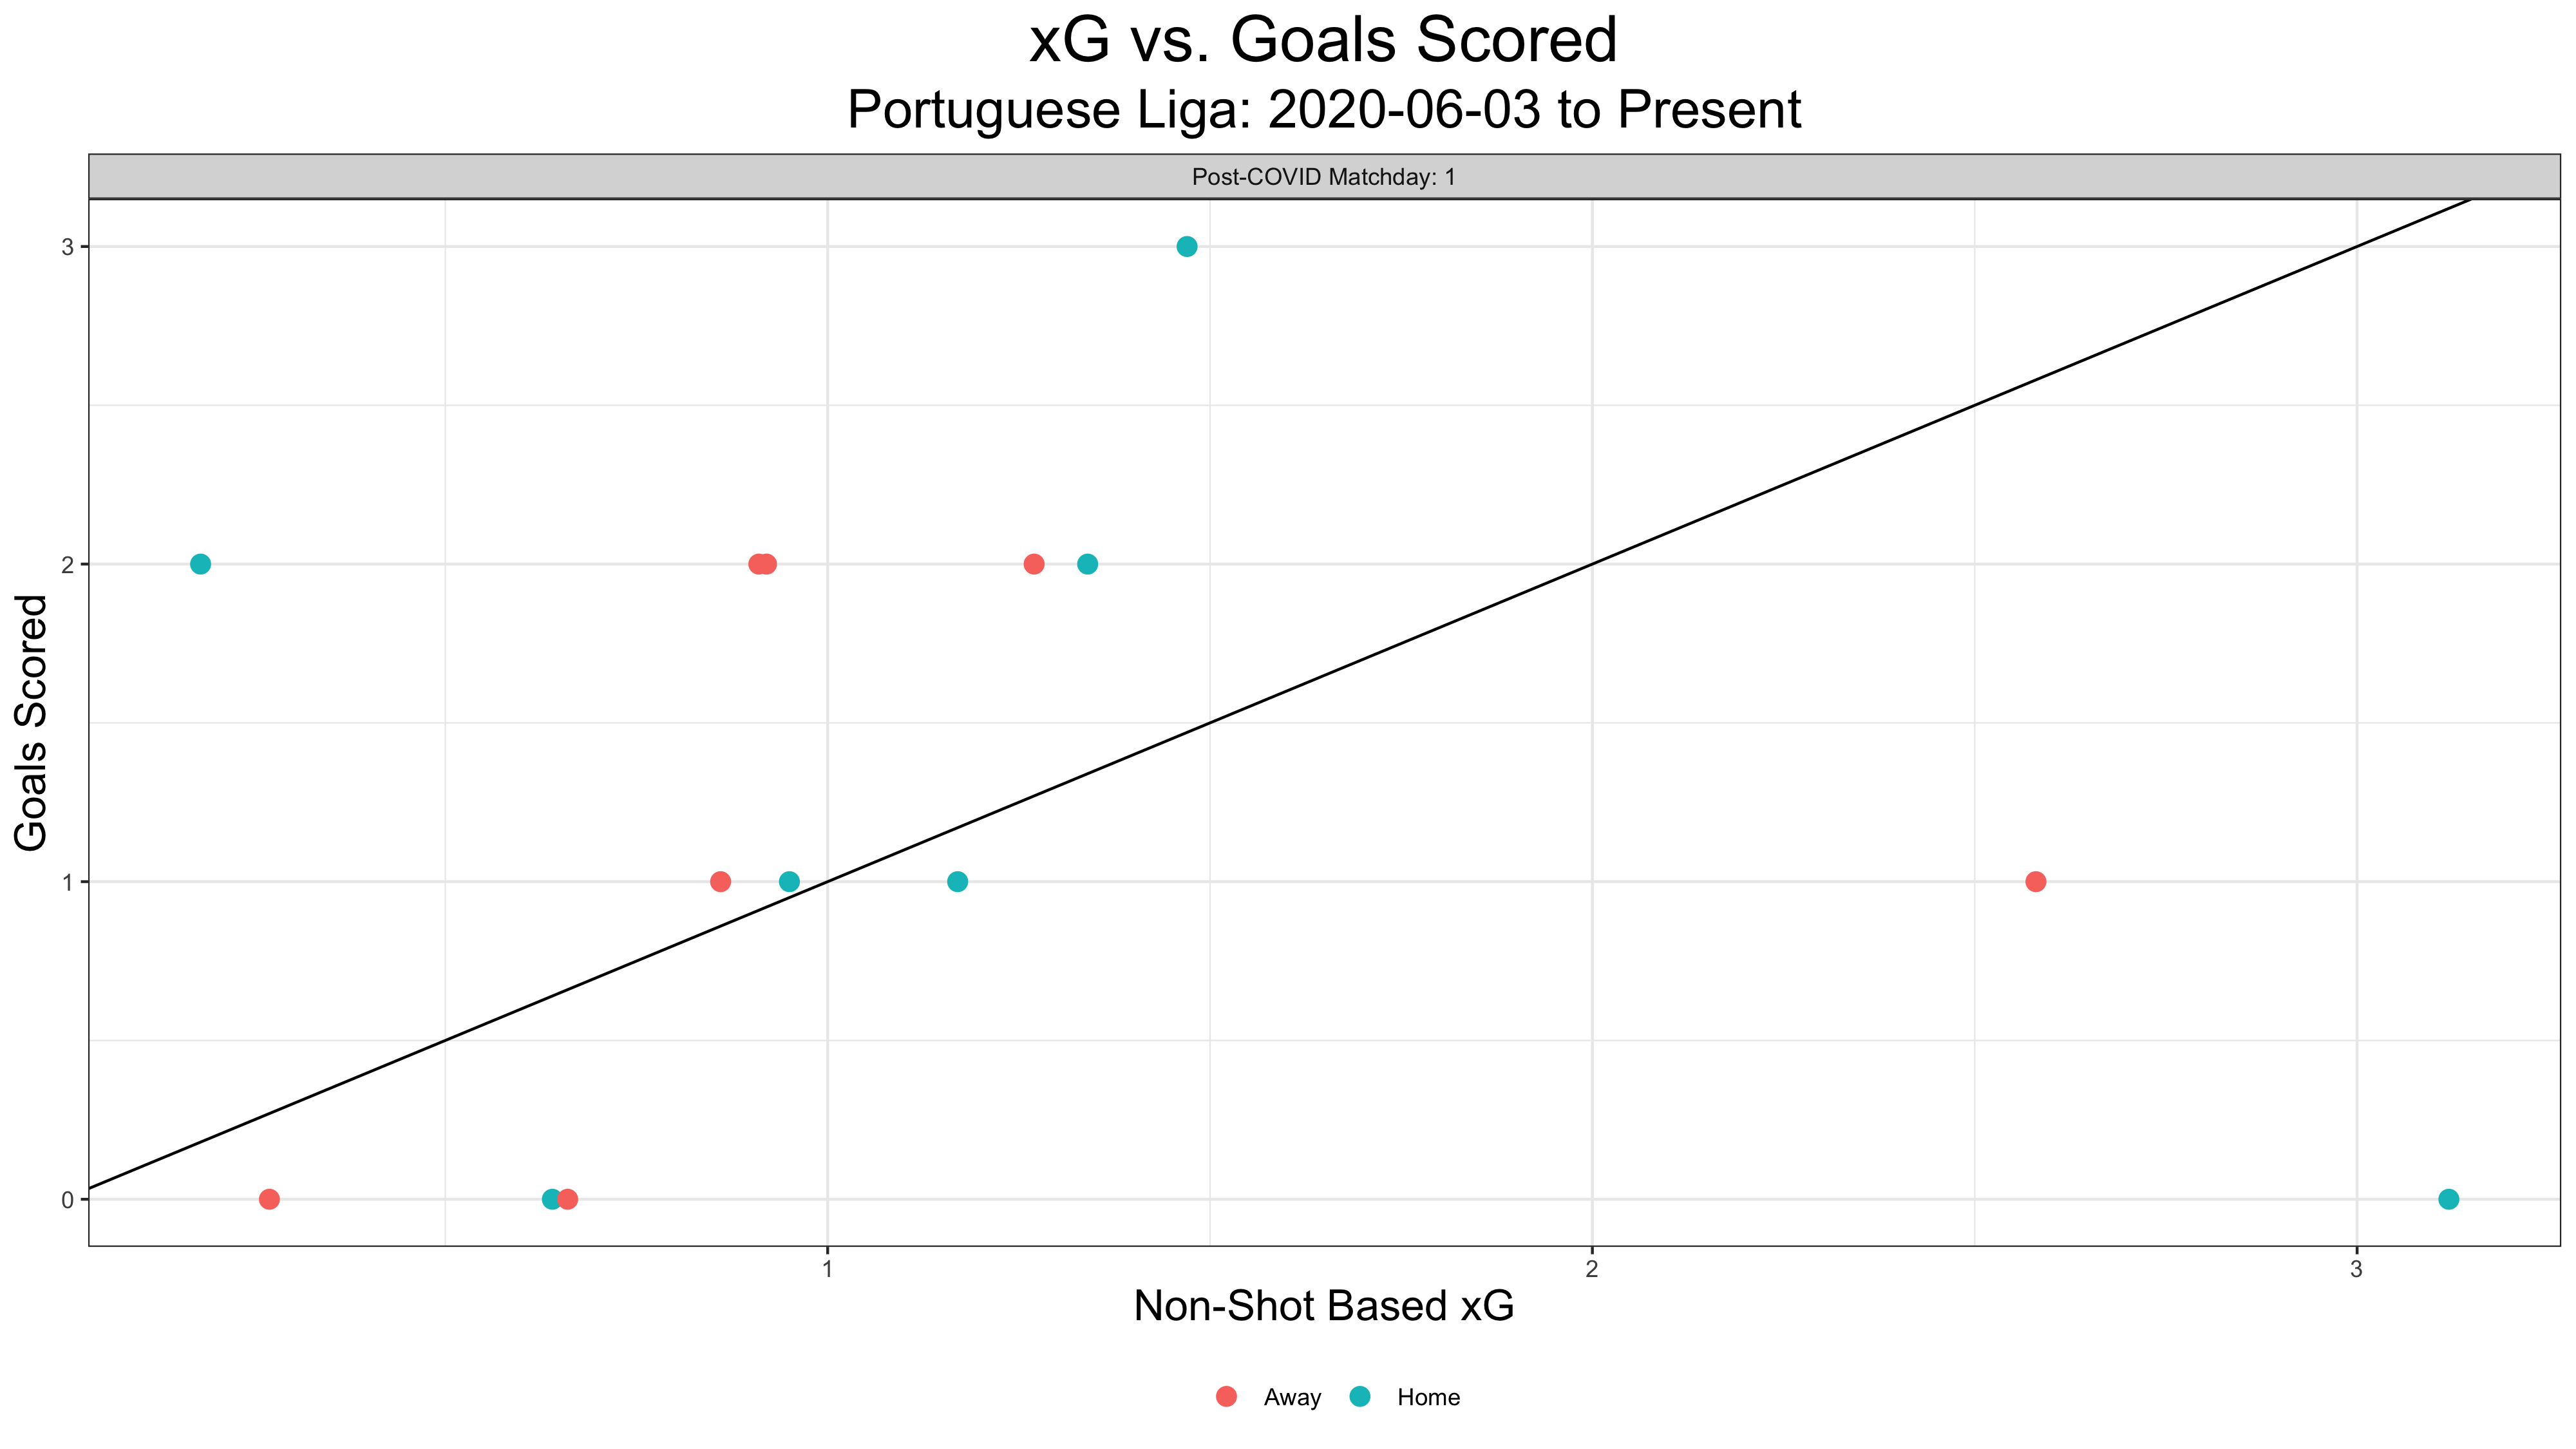 xG vs. Goals Scored
Portuguese Liga: 2020-06-03 to Present
Post-COVID Matchday: 1
3
2
1
0
Goals Scored
1
2
3
Non-Shot Based xG
Away
Home